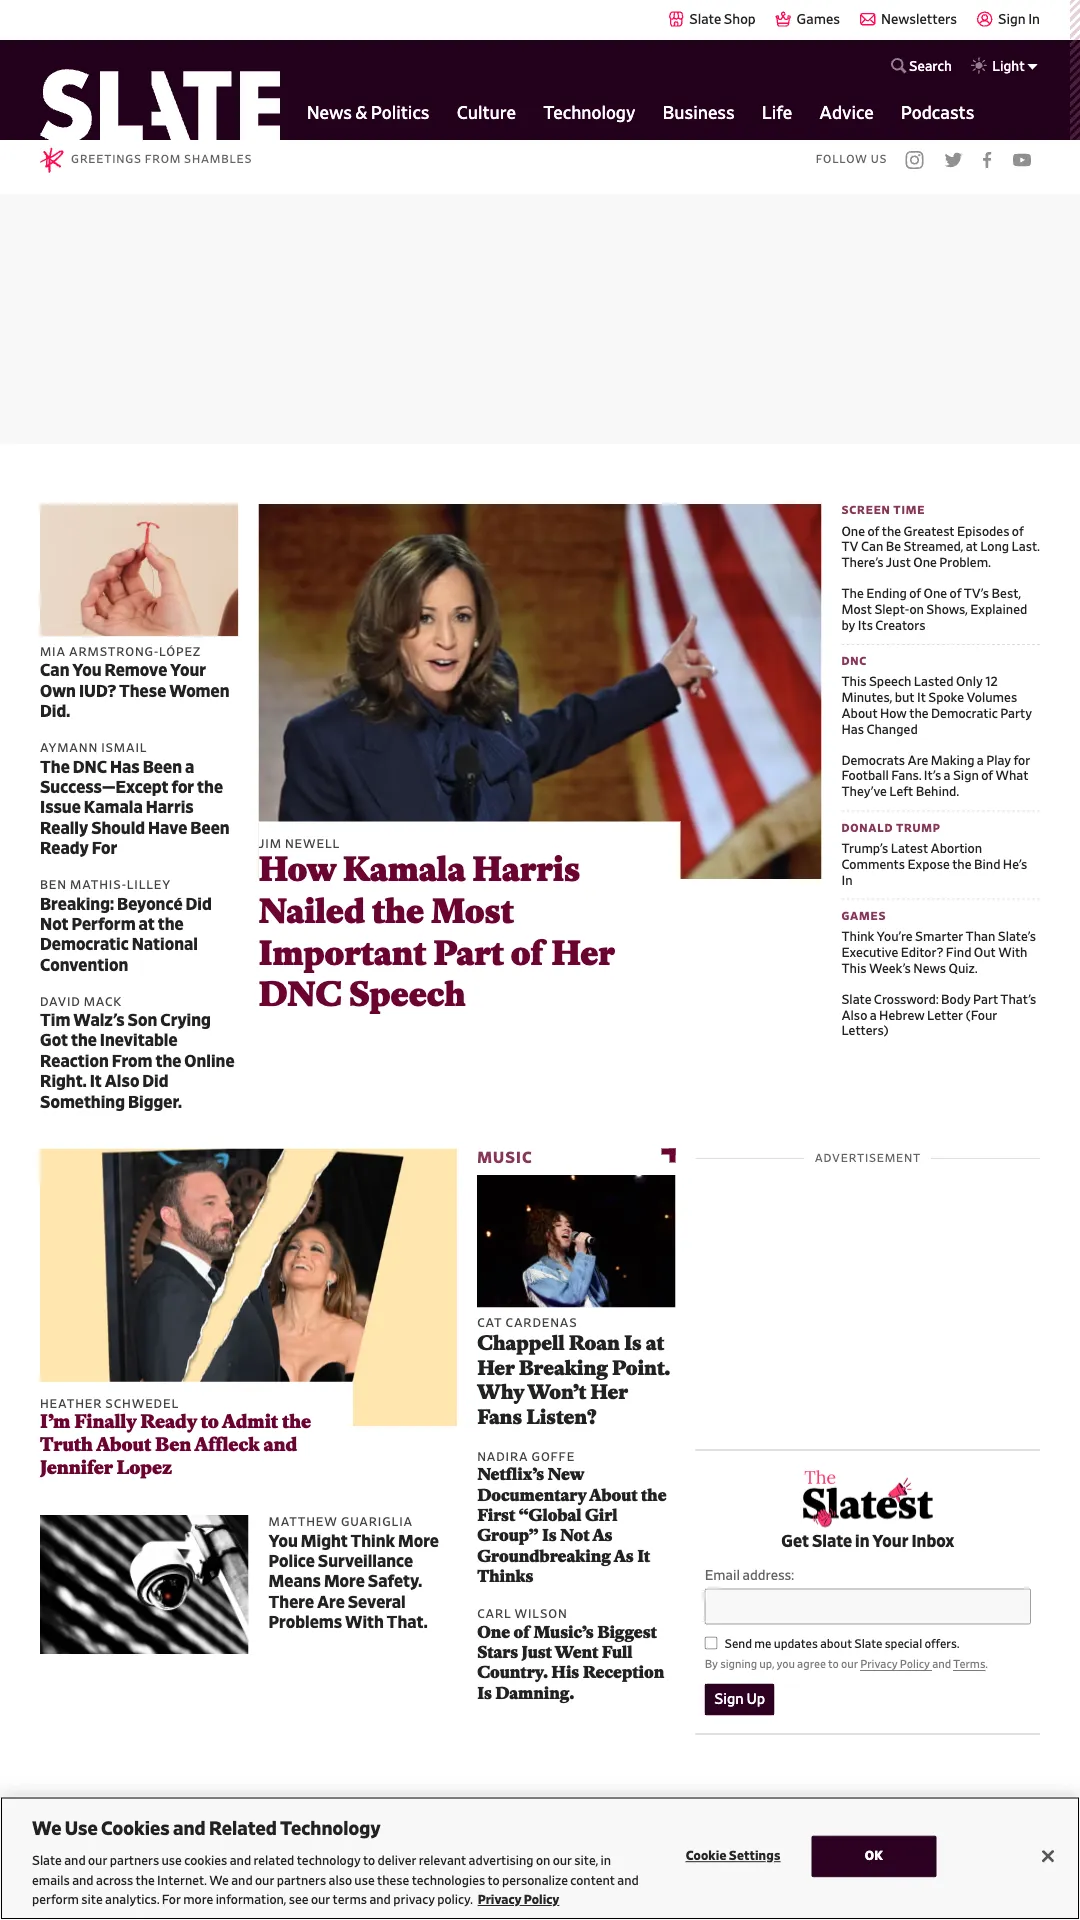 Slate Shop
Games
Newsletters
Sign In
Search
Light
SLATE
News & Politics
Culture
Technology
Business
Life
Advice
Podcasts
GREETINGS FROM SHAMBLES
FOLLOW US
MIA ARMSTRONG-LÓPEZ
Can You Remove Your
Own IUD? These Women
Did.
AYMANN ISMAIL
The DNC Has Been a
Success—Except for the
Issue Kamala Harris
Really Should Have Been
Ready For
BEN MATHIS-LILLEY
Breaking: Beyoncé Did
Not Perform at the
Democratic National
Convention
DAVID MACK
Tim Walz’s Son Crying
Got the Inevitable
Reaction From the Online
Right. It Also Did
Something Bigger.
JIM NEWELL
How Kamala Harris
Nailed the Most
Important Part of Her
DNC Speech
SCREEN TIME
One of the Greatest Episodes of
TV Can Be Streamed, at Long Last.
There’s Just One Problem.
The Ending of One of TV’s Best,
Most Slept-on Shows, Explained
by Its Creators
DNC
This Speech Lasted Only 12
Minutes, but It Spoke Volumes
About How the Democratic Party
Has Changed
Democrats Are Making a Play for
Football Fans. It’s a Sign of What
They’ve Left Behind.
DONALD TRUMP
Trump’s Latest Abortion
Comments Expose the Bind He’s
In
GAMES
Think You’re Smarter Than Slate’s
Executive Editor? Find Out With
This Week’s News Quiz.
Slate Crossword: Body Part That’s
Also a Hebrew Letter (Four
Letters)
HEATHER SCHWEDEL
I’m Finally Ready to Admit the
Truth About Ben Affleck and
Jennifer Lopez
MATTHEW GUARIGLIA
You Might Think More
Police Surveillance
Means More Safety.
There Are Several
Problems With That.
MUSIC
CAT CARDENAS
Chappell Roan Is at
Her Breaking Point.
Why Won’t Her
Fans Listen?
NADIRA GOFFE
Netflix’s New
Documentary About the
First “Global Girl
Group” Is Not As
Groundbreaking As It
Thinks
CARL WILSON
One of Music’s Biggest
Stars Just Went Full
Country. His Reception
Is Damning.
ADVERTISEMENT
The
Slatest
Get Slate in Your Inbox
Email address:
Send me updates about Slate special offers.
By signing up, you agree to our Privacy Policy and Terms.
Sign Up
We Use Cookies and Related Technology
Slate and our partners use cookies and related technology to deliver relevant advertising on our site, in
emails and across the Internet. We and our partners also use these technologies to personalize content and
perform site analytics. For more information, see our terms and privacy policy. Privacy Policy
Cookie Settings
OK